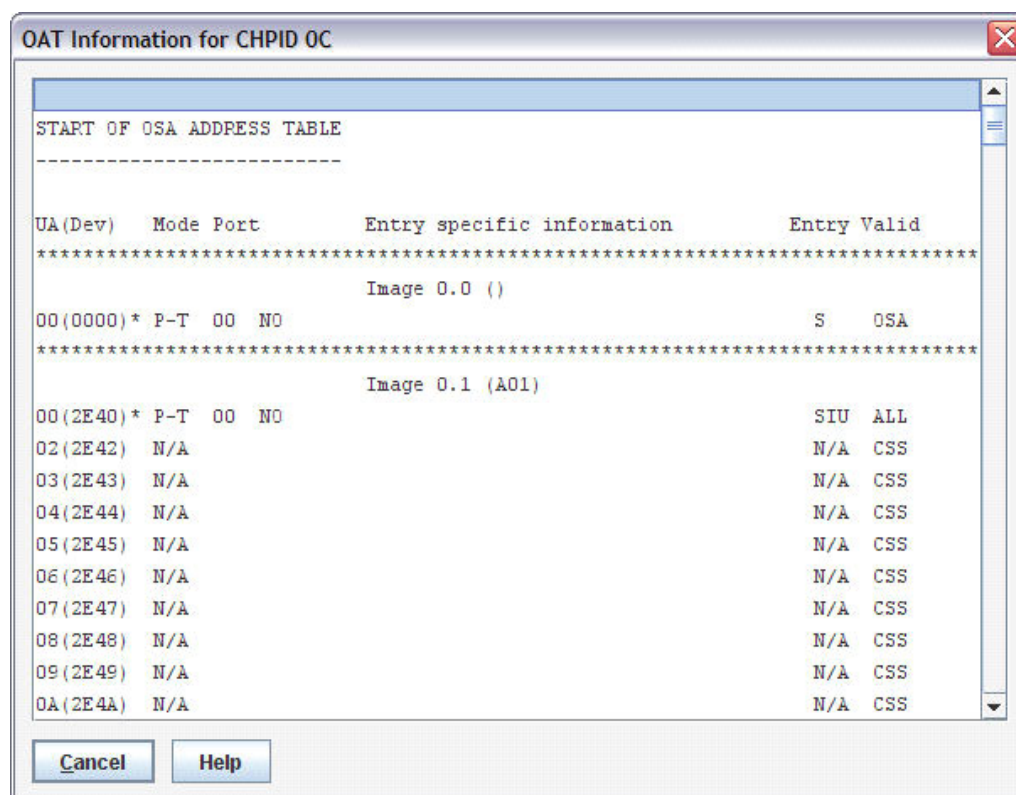 OAT Information for CHPID 0C
START OF OSA ADDRESS TABLE
--------------------------
UA(Dev) Mode Port Entry specific information Entry Valid
********************************************************************************
Image 0.0 ()
00(0000)* P-T 00 NO S OSA
********************************************************************************
Image 0.1 (A01)
00(2E40)* P-T 00 NO SIU ALL
02(2E42) N/A N/A CSS
03(2E43) N/A N/A CSS
04(2E44) N/A N/A CSS
05(2E45) N/A N/A CSS
06(2E46) N/A N/A CSS
07(2E47) N/A N/A CSS
08(2E48) N/A N/A CSS
09(2E49) N/A N/A CSS
0A(2E4A) N/A N/A CSS
Cancel Help